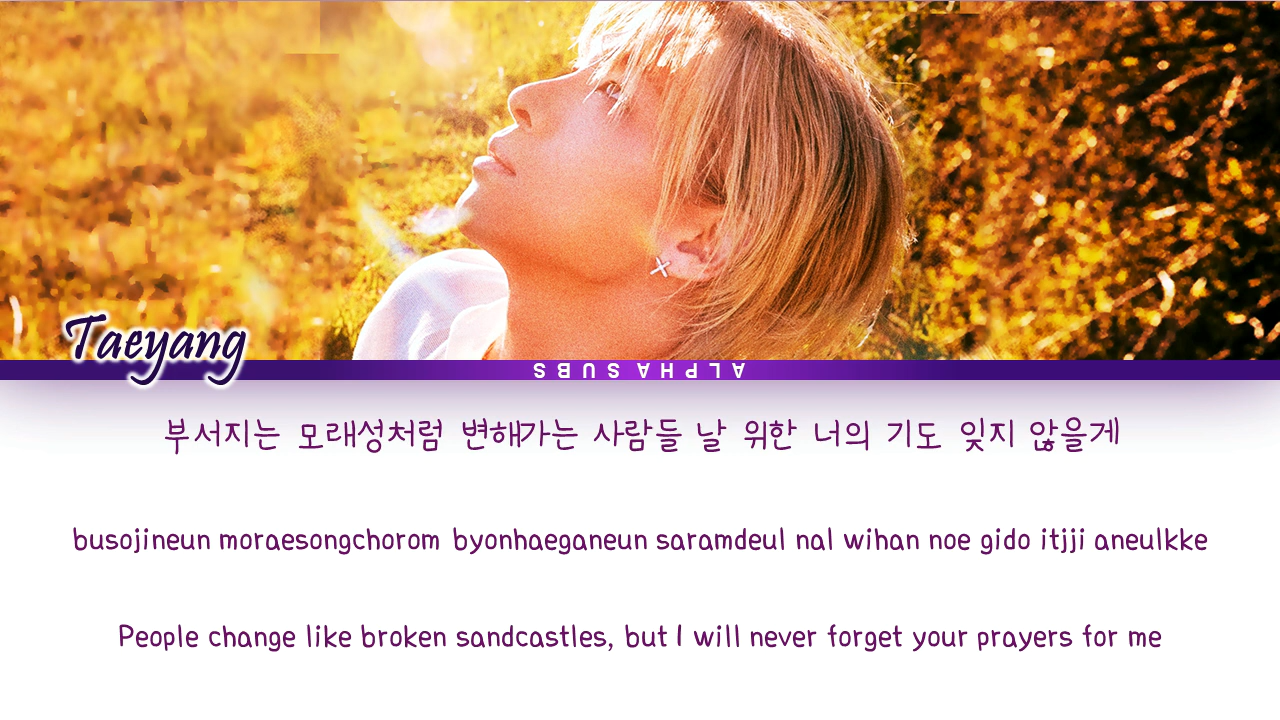 Taeyang
ALPHA SUBS
부서지는 모래성처럼 변해가는 사람들 날 위한 너의 기도 잊지 않을게
busojineun moraesongchorom byonhaeganeun saramdeul nal wihan noe gido itjji aneulkke
People change like broken sandcastles, but I will never forget your prayers for me